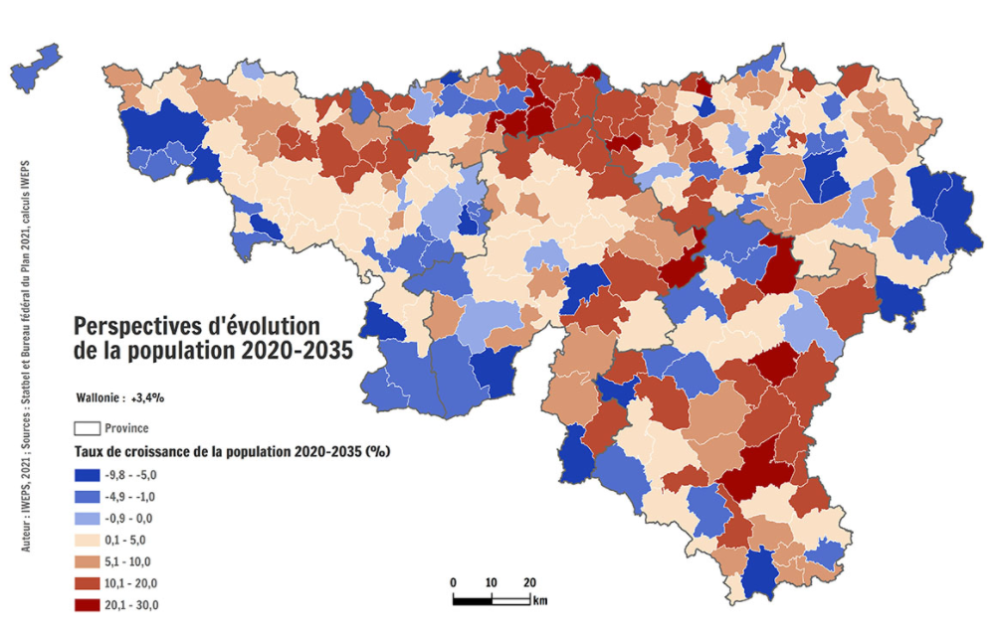 Perspectives d'évolution
de la population 2020-2035
Wallonie : +3,4%
Province
Taux de croissance de la population 2020-2035 (%)
-9,8 - -5,0
-4,9 - -1,0
-0,9 - 0,0
0,1 - 5,0
5,1 - 10,0
10,1 - 20,0
20,1 - 30,0
0 10 20
km
Auteur : IWEPS, 2021 ; Sources : Statbel et Bureau fédéral du Plan 2021, calculs IWEPS